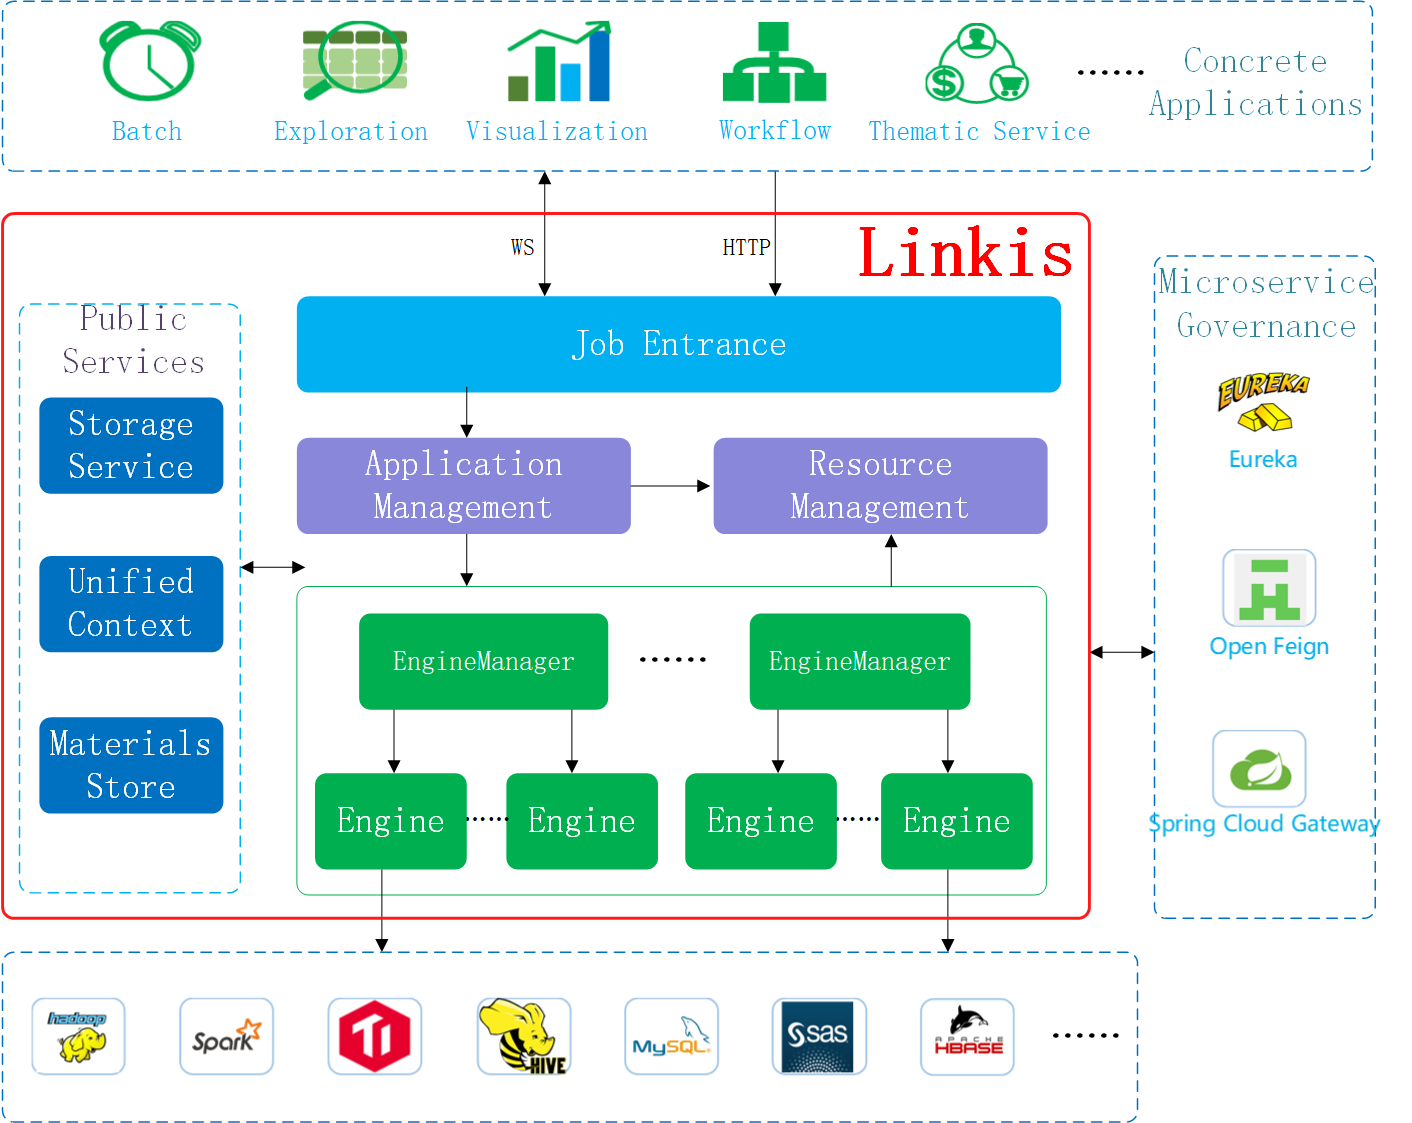 Concrete
Applications
Batch
Exploration
Visualization
Workflow
Thematic Service
......
WS
HTTP
Linkis
Public
Services
Storage
Service
Unified
Context
Materials
Store
Job Entrance
Application
Management
Resource
Management
EngineManager
......
EngineManager
Engine
......
Engine
Engine
......
Engine
Microservice
Governance
EUREKA
Eureka
Open Feign
Spring Cloud Gateway
hadoop
Spark
TI
HIVE
MySQL
sas
APACHE
HBASE
......